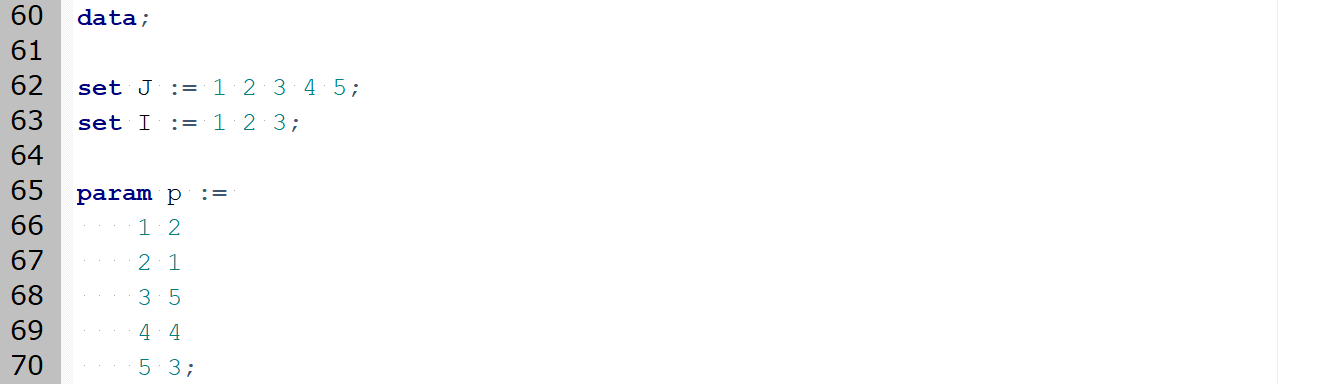 60 data;
61
62 set J := 1 2 3 4 5;
63 set I := 1 2 3;
64
65 param p :=
66     1 2
67     2 1
68     3 5
69     4 4
70     5 3;